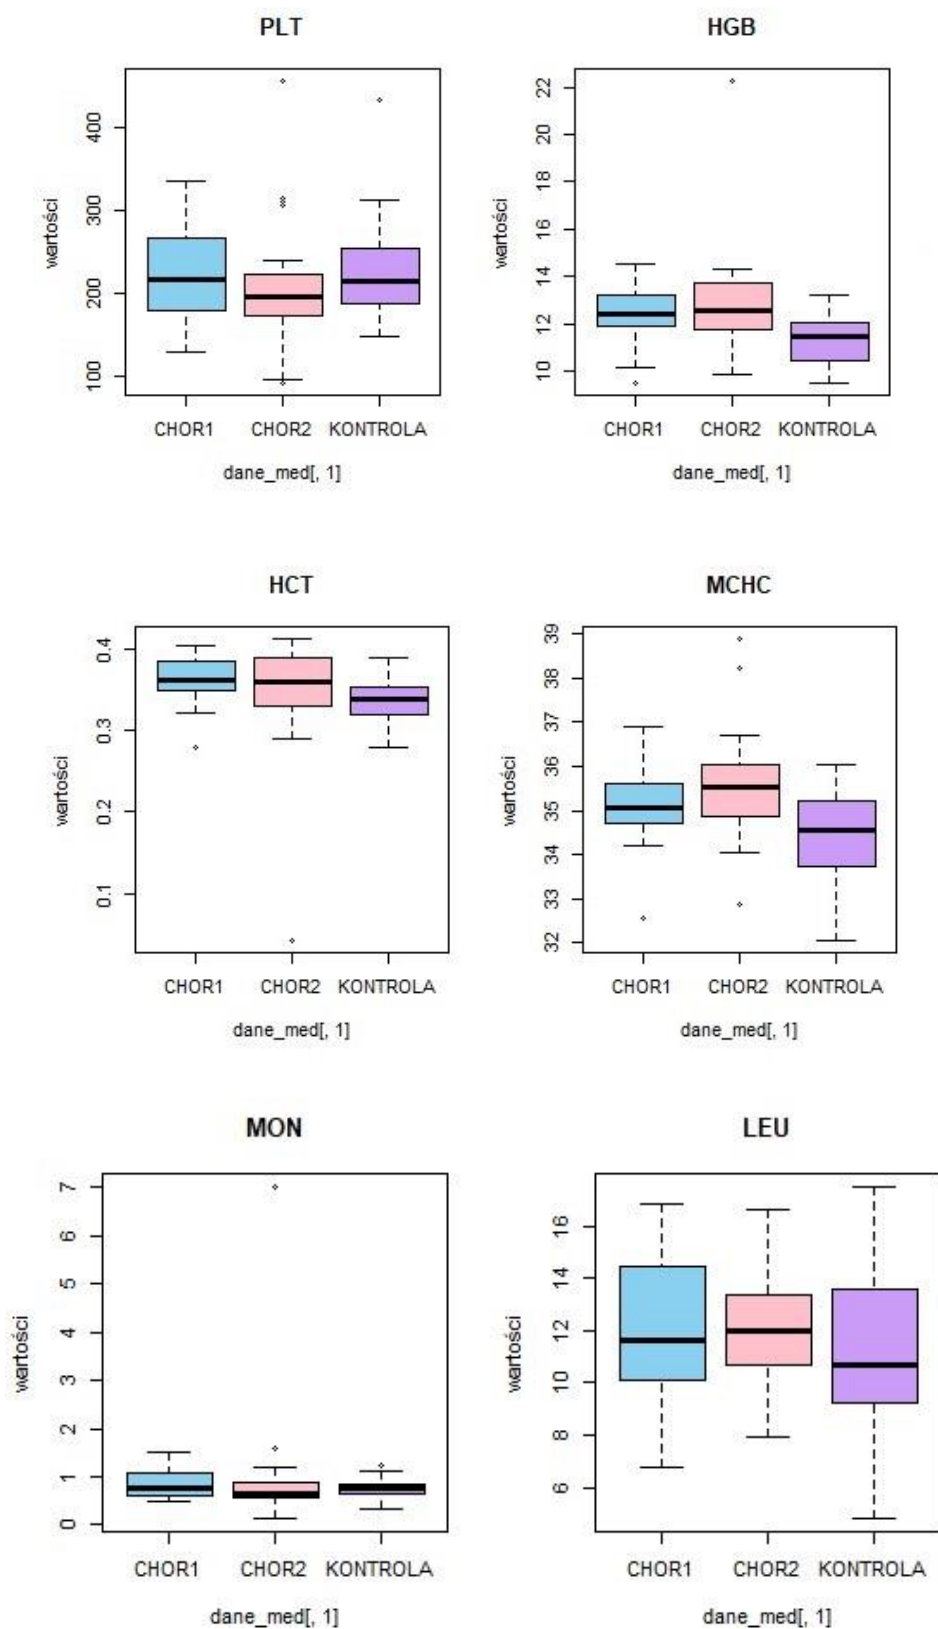 PLT
HGB
wartości
400
300
200
100
CHOR1 CHOR2 KONTROLA
dane_med[, 1]
wartości
22
20
18
16
14
12
10
CHOR1 CHOR2 KONTROLA
dane_med[, 1]
HCT
MCHC
wartości
0.4
0.3
0.2
0.1
CHOR1 CHOR2 KONTROLA
dane_med[, 1]
wartości
39
38
37
36
35
34
33
32
CHOR1 CHOR2 KONTROLA
dane_med[, 1]
MON
LEU
wartości
7
6
5
4
3
2
1
0
CHOR1 CHOR2 KONTROLA
dane_med[, 1]
wartości
16
14
12
10
8
6
CHOR1 CHOR2 KONTROLA
dane_med[, 1]